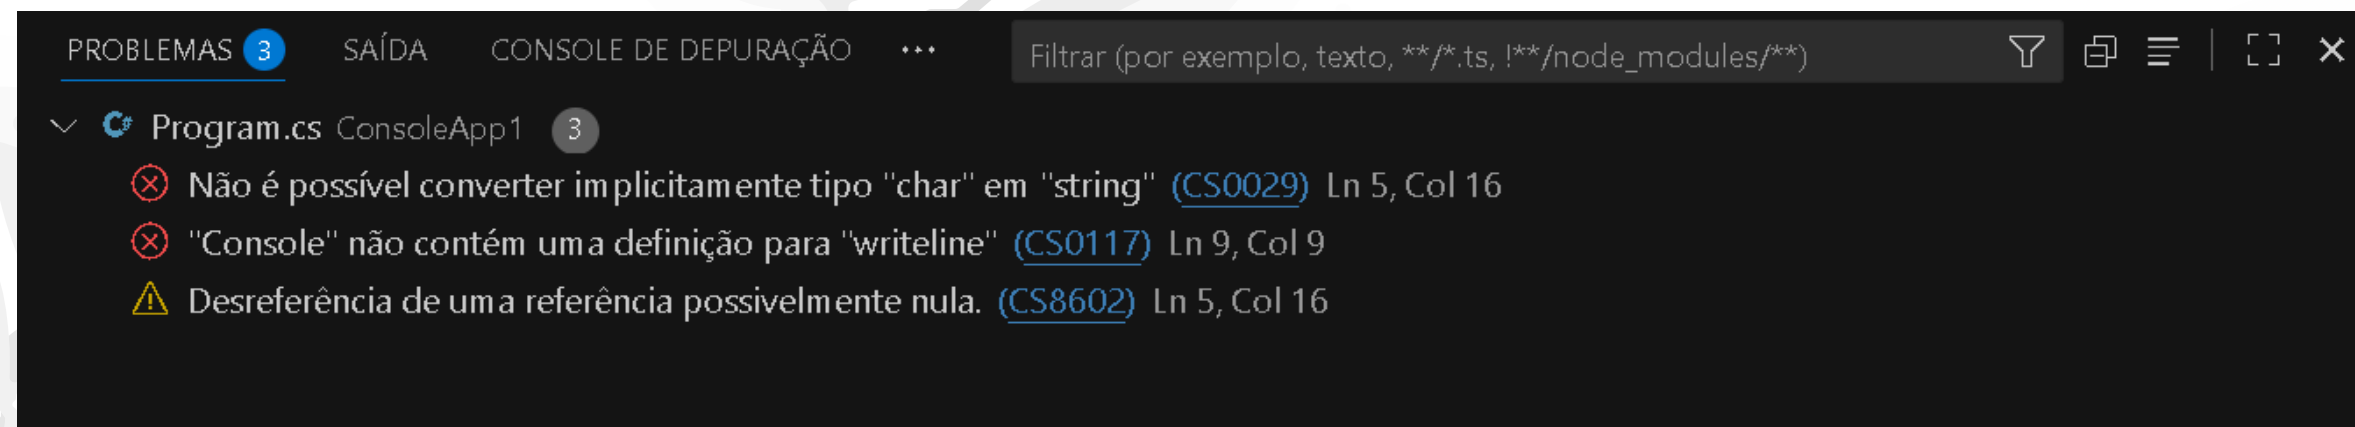 PROBLEMAS 3 SAÍDA CONSOLE DE DEPURAÇÃO ••• Filtrar (por exemplo, texto, **/*.ts, !**/node_modules/**)
Program.cs ConsoleApp1 3
Não é possível converter implicitamente tipo "char" em "string" (CS0029) Ln 5, Col 16
"Console" não contém uma definição para "writeline" (CS0117) Ln 9, Col 9
Desreferência de uma referência possivelmente nula. (CS8602) Ln 5, Col 16